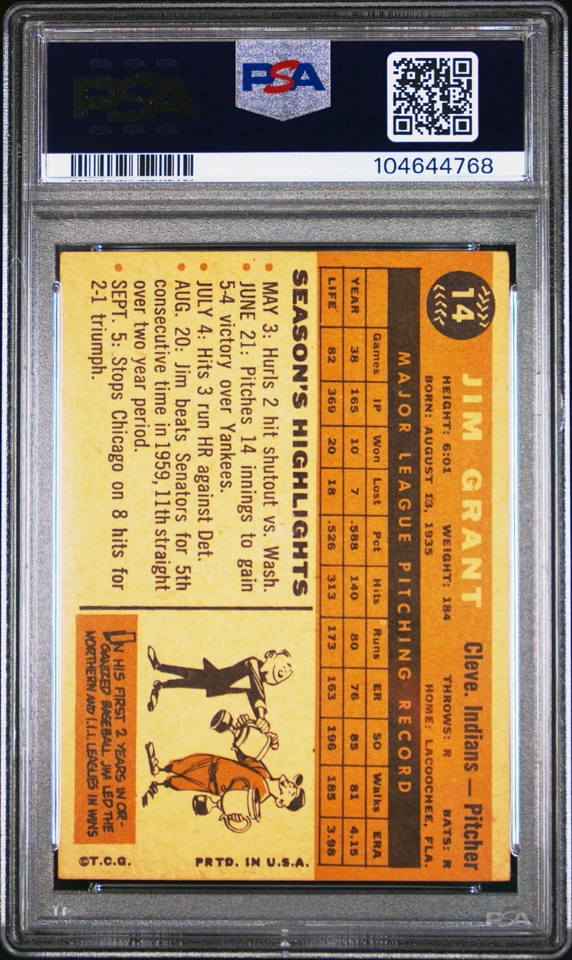 PSA
PSA
104644768
14
JIM GRANT
Cleve. Indians — Pitcher
HEIGHT: 6:01 WEIGHT: 184 THROWS: R BATS: R
BORN: AUGUST 13, 1935 HOME: LACOOCHEE, FLA.
MAJOR LEAGUE PITCHING RECORD
Games IP Won Lost Pct Hits Runs ER SO Walks ERA
YEAR 38 165 10 7 .588 140 80 76 85 81 4.15
LIFE 82 369 20 18 .526 313 173 163 196 185 3.98
SEASON'S HIGHLIGHTS
• MAY 3: Hurls 2 hit shutout vs. Wash.
• JUNE 21: Pitches 14 innings to gain
5-4 victory over Yankees.
• JULY 4: Hits 3 run HR against Det.
• AUG. 20: Jim beats Senators for 5th
consecutive time in 1959, 11th straight
over two year period.
• SEPT. 5: Stops Chicago on 8 hits for
2-1 triumph.
IN HIS FIRST 2 YEARS IN OR-
GANIZED BASEBALL JIM LED THE
NORTHERN AND I.I.I. LEAGUES IN WINS
©T.C.G.
PRTD. IN U.S.A.
PSA